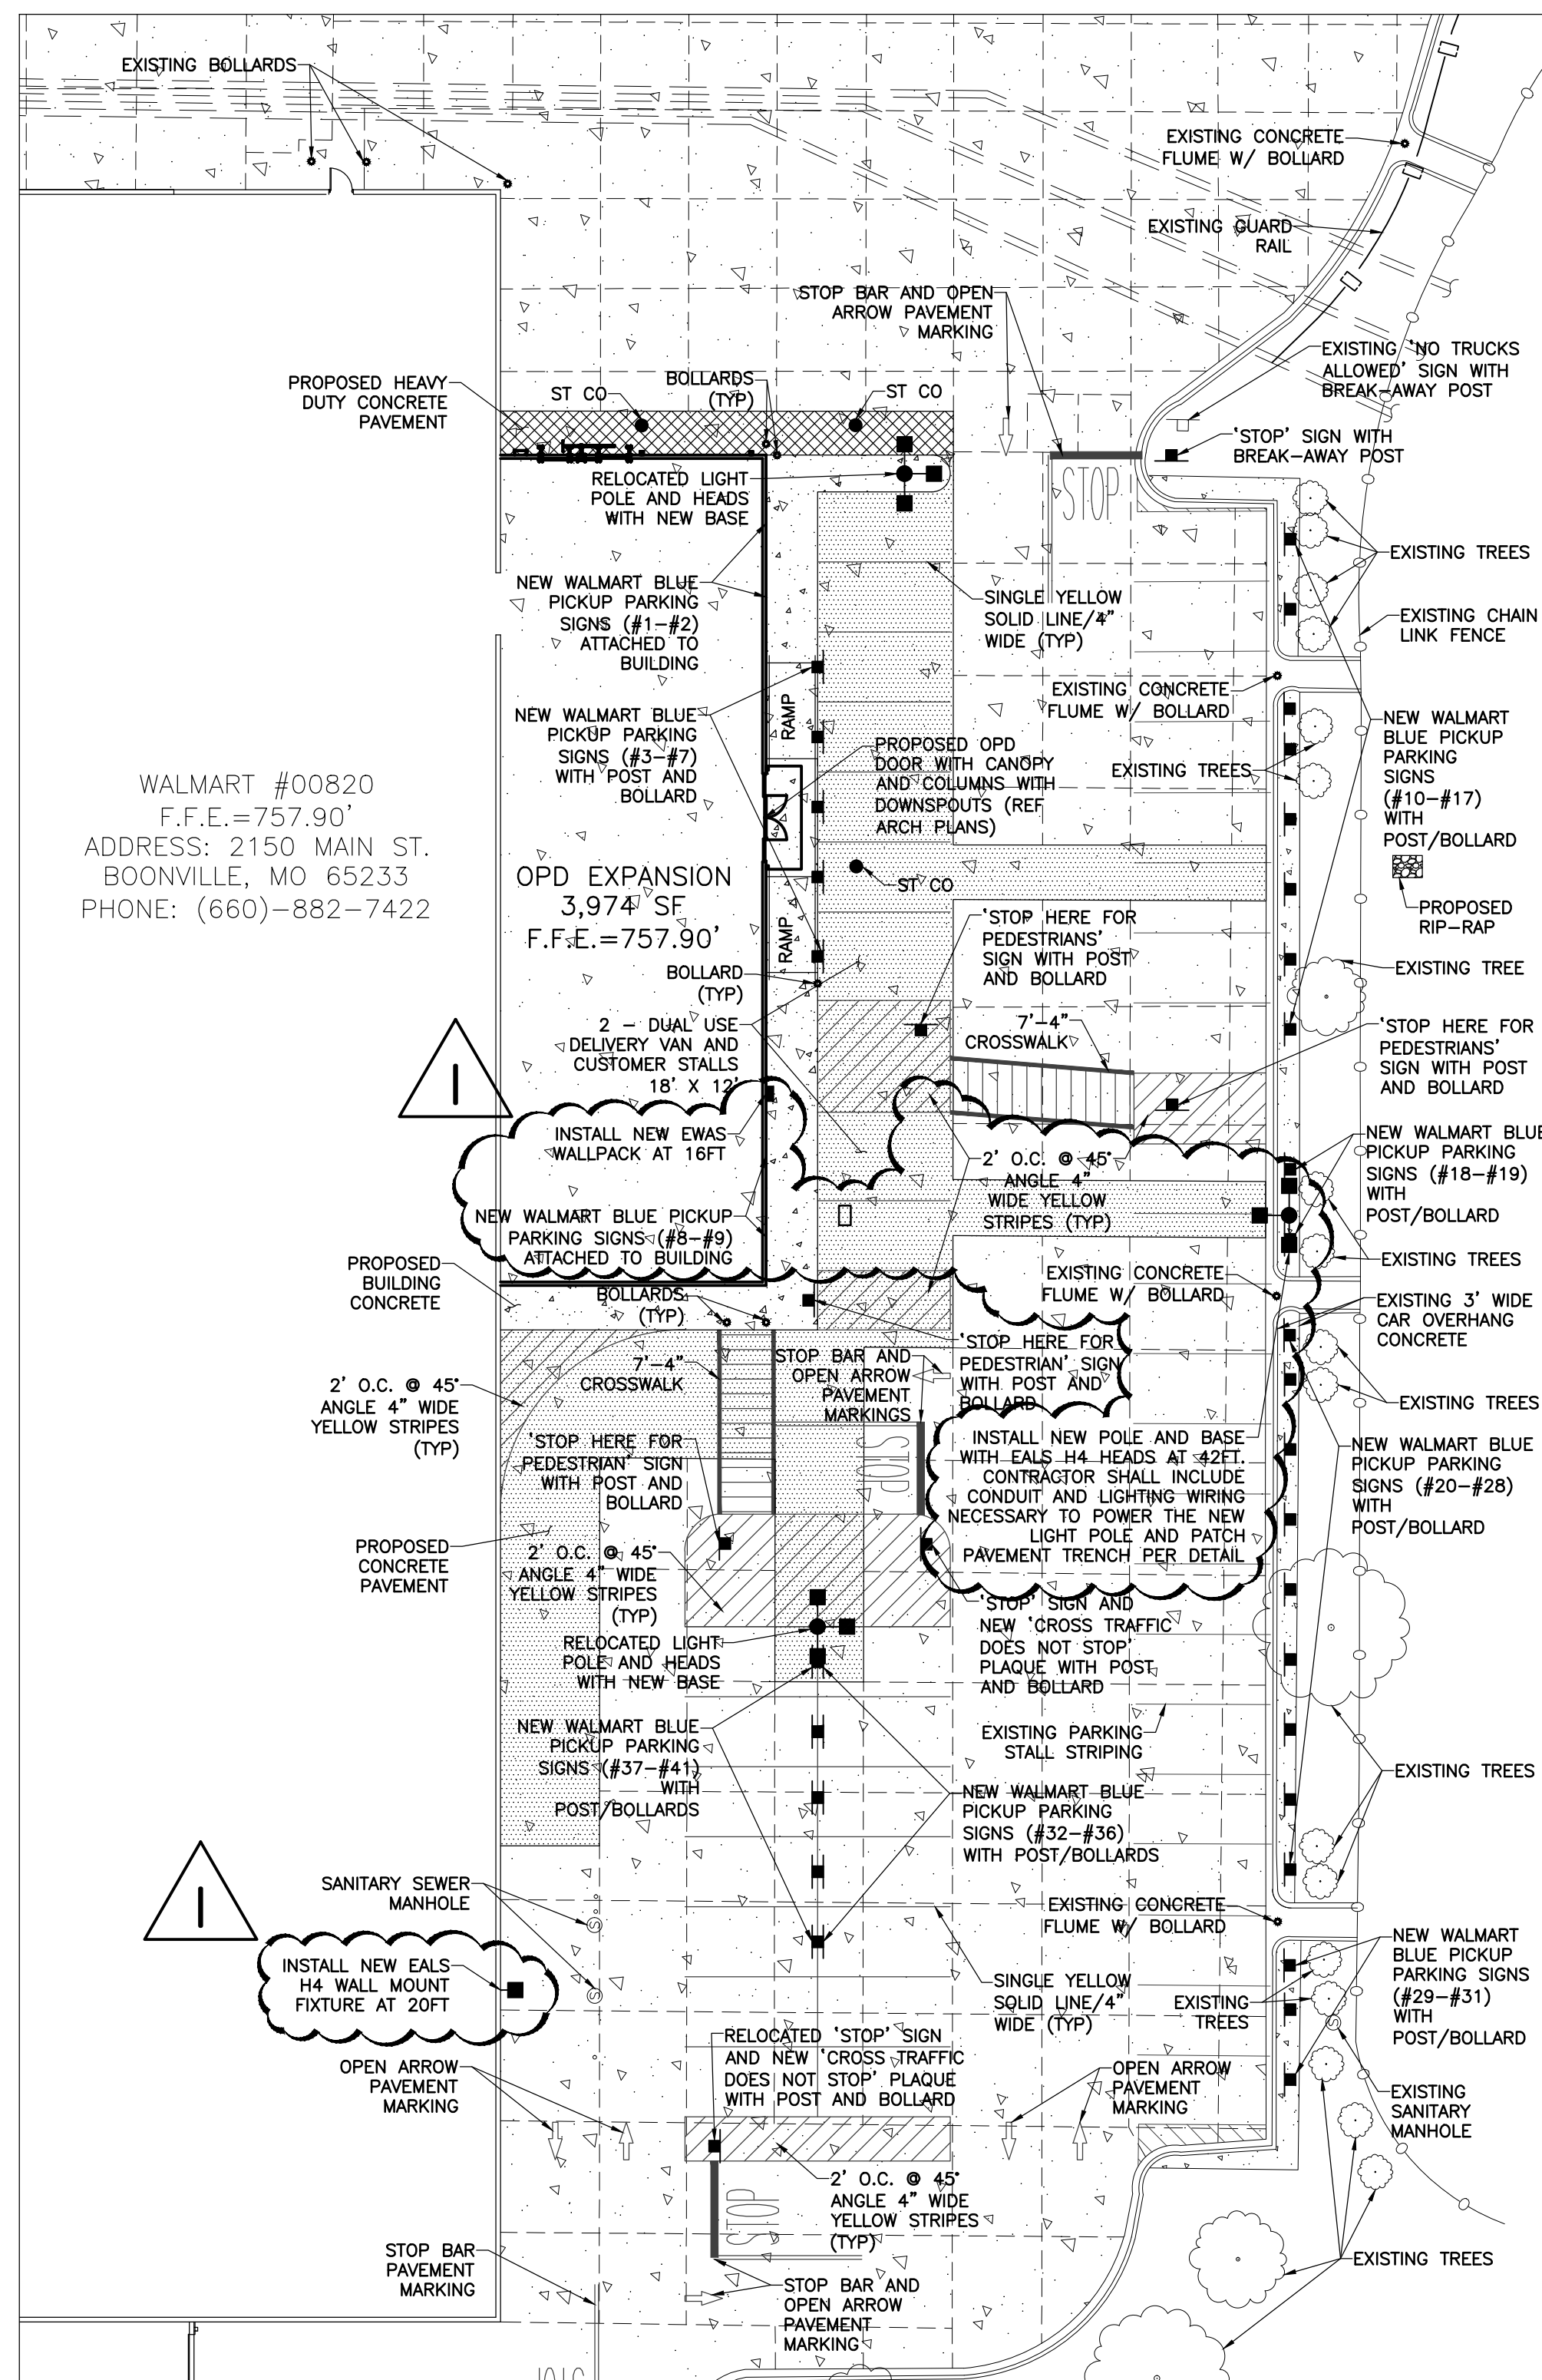 EXISTING BOLLARDS
EXISTING CONCRETE
FLUME W/ BOLLARD
EXISTING GUARD
RAIL
STOP BAR AND OPEN
ARROW PAVEMENT
MARKING
EXISTING 'NO TRUCKS
ALLOWED' SIGN WITH
BREAK-AWAY POST
PROPOSED HEAVY
DUTY CONCRETE
PAVEMENT
ST CO
BOLLARDS
(TYP)
ST CO
'STOP' SIGN WITH
BREAK-AWAY POST
RELOCATED LIGHT
POLE AND HEADS
WITH NEW BASE
STOP
EXISTING TREES
NEW WALMART BLUE
PICKUP PARKING
SIGNS (#1-#2)
ATTACHED TO
BUILDING
SINGLE YELLOW
SOLID LINE/4"
WIDE (TYP)
EXISTING CHAIN
LINK FENCE
EXISTING CONCRETE
FLUME W/ BOLLARD
RAMP
NEW WALMART BLUE
PICKUP PARKING
SIGNS (#3-#7)
WITH POST AND
BOLLARD
PROPOSED OPD
DOOR WITH CANOPY
AND COLUMNS WITH
DOWNSPOUTS (REF
ARCH PLANS)
EXISTING TREES
NEW WALMART
BLUE PICKUP
PARKING
SIGNS
(#10-#17)
WITH
POST/BOLLARD
WALMART #00820
F.F.E.=757.90'
ADDRESS: 2150 MAIN ST.
BOONVILLE, MO 65233
PHONE: (660)-882-7422
OPD EXPANSION
3,974 SF
F.F.E.=757.90'
ST CO
PROPOSED
RIP-RAP
RAMP
'STOP HERE FOR
PEDESTRIANS'
SIGN WITH POST
AND BOLLARD
BOLLARD
(TYP)
EXISTING TREE
2 - DUAL USE
DELIVERY VAN AND
CUSTOMER STALLS
18' X 12'
7'-4"
CROSSWALK
'STOP HERE FOR
PEDESTRIANS'
SIGN WITH POST
AND BOLLARD
1
INSTALL NEW EWAS
WALLPACK AT 16FT
2' O.C. @ 45°
ANGLE 4"
WIDE YELLOW
STRIPES (TYP)
NEW WALMART BLUE
PICKUP PARKING
SIGNS (#18-#19)
WITH
POST/BOLLARD
NEW WALMART BLUE PICKUP
PARKING SIGNS (#8-#9)
ATTACHED TO BUILDING
EXISTING TREES
PROPOSED
BUILDING
CONCRETE
BOLLARDS
(TYP)
EXISTING CONCRETE
FLUME W/ BOLLARD
EXISTING 3' WIDE
CAR OVERHANG
CONCRETE
7'-4"
CROSSWALK
STOP BAR AND
OPEN ARROW
PAVEMENT
MARKINGS
'STOP HERE FOR
PEDESTRIAN' SIGN
WITH POST AND
BOLLARD
2' O.C. @ 45°
ANGLE 4" WIDE
YELLOW STRIPES
(TYP)
EXISTING TREES
'STOP HERE FOR
PEDESTRIAN' SIGN
WITH POST AND
BOLLARD
STOP
INSTALL NEW POLE AND BASE
WITH EALS H4 HEADS AT 42FT.
CONTRACTOR SHALL INCLUDE
CONDUIT AND LIGHTING WIRING
NECESSARY TO POWER THE NEW
LIGHT POLE AND PATCH
PAVEMENT TRENCH PER DETAIL
NEW WALMART BLUE
PICKUP PARKING
SIGNS (#20-#28)
WITH
POST/BOLLARD
PROPOSED
CONCRETE
PAVEMENT
2' O.C. @ 45°
ANGLE 4" WIDE
YELLOW STRIPES
(TYP)
'STOP' SIGN AND
NEW 'CROSS TRAFFIC
DOES NOT STOP'
PLAQUE WITH POST
AND BOLLARD
RELOCATED LIGHT
POLE AND HEADS
WITH NEW BASE
NEW WALMART BLUE
PICKUP PARKING
SIGNS (#37-#41)
WITH
POST/BOLLARDS
EXISTING PARKING
STALL STRIPING
EXISTING TREES
NEW WALMART BLUE
PICKUP PARKING
SIGNS (#32-#36)
WITH POST/BOLLARDS
1
SANITARY SEWER
MANHOLE
S
EXISTING CONCRETE
FLUME W/ BOLLARD
INSTALL NEW EALS
H4 WALL MOUNT
FIXTURE AT 20FT
S
SINGLE YELLOW
SOLID LINE/4"
WIDE (TYP)
EXISTING
TREES
S
NEW WALMART
BLUE PICKUP
PARKING SIGNS
(#29-#31)
WITH
POST/BOLLARD
RELOCATED 'STOP' SIGN
AND NEW 'CROSS TRAFFIC
DOES NOT STOP' PLAQUE
WITH POST AND BOLLARD
OPEN ARROW
PAVEMENT
MARKING
OPEN ARROW
PAVEMENT
MARKING
EXISTING
SANITARY
MANHOLE
2' O.C. @ 45°
ANGLE 4" WIDE
YELLOW STRIPES
(TYP)
STOP
STOP BAR
PAVEMENT
MARKING
EXISTING TREES
STOP BAR AND
OPEN ARROW
PAVEMENT
MARKING